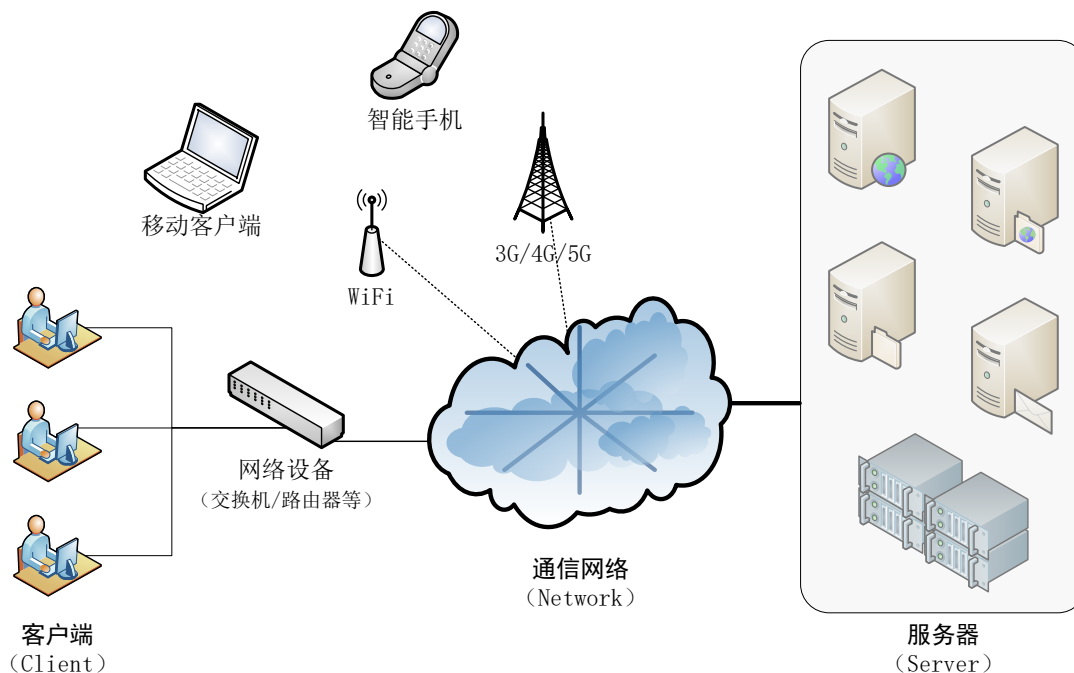 智能手机
移动客户端
3G/4G/5G
WiFi
网络设备
（交换机/路由器等）
通信网络
（Network）
客户端
（Client）
服务器
（Server）